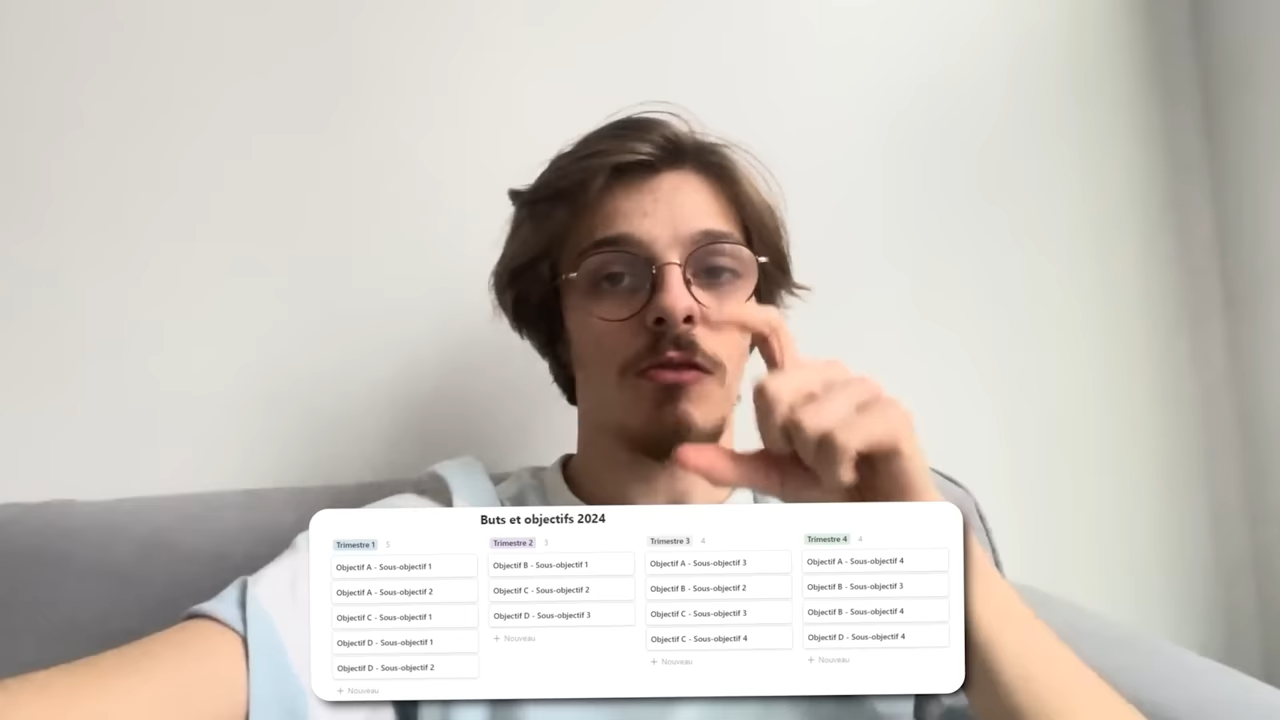 Buts et objectifs 2024
Trimestre 1 5
Objectif A - Sous-objectif 1
Objectif A - Sous-objectif 2
Objectif C - Sous-objectif 1
Objectif D - Sous-objectif 1
Objectif D - Sous-objectif 2
+ Nouveau
Trimestre 2 3
Objectif B - Sous-objectif 1
Objectif C - Sous-objectif 2
Objectif D - Sous-objectif 3
+ Nouveau
Trimestre 3 4
Objectif A - Sous-objectif 3
Objectif B - Sous-objectif 2
Objectif C - Sous-objectif 3
Objectif C - Sous-objectif 4
+ Nouveau
Trimestre 4 4
Objectif A - Sous-objectif 4
Objectif B - Sous-objectif 3
Objectif B - Sous-objectif 4
Objectif D - Sous-objectif 4
+ Nouveau